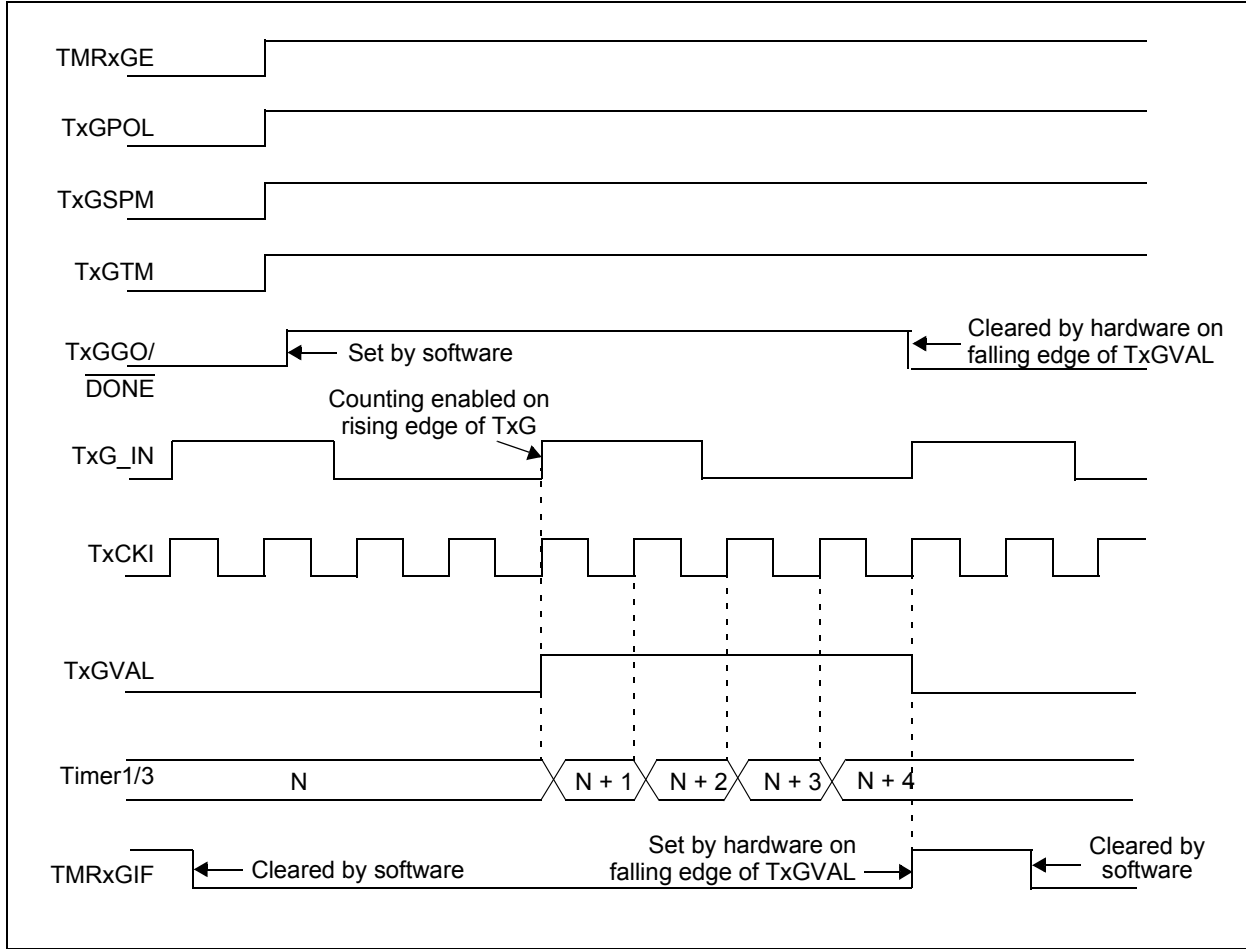 TMRxGE
TxGPOL
TxGSPM
TxGTM
TxGGO/
DONE
Set by software
Cleared by hardware on
falling edge of TxGVAL
Counting enabled on
rising edge of TxG
TxG_IN
TxCKI
TxGVAL
Timer1/3
N
N + 1
N + 2
N + 3
N + 4
TMRxGIF
Cleared by software
Set by hardware on
falling edge of TxGVAL
Cleared by
software